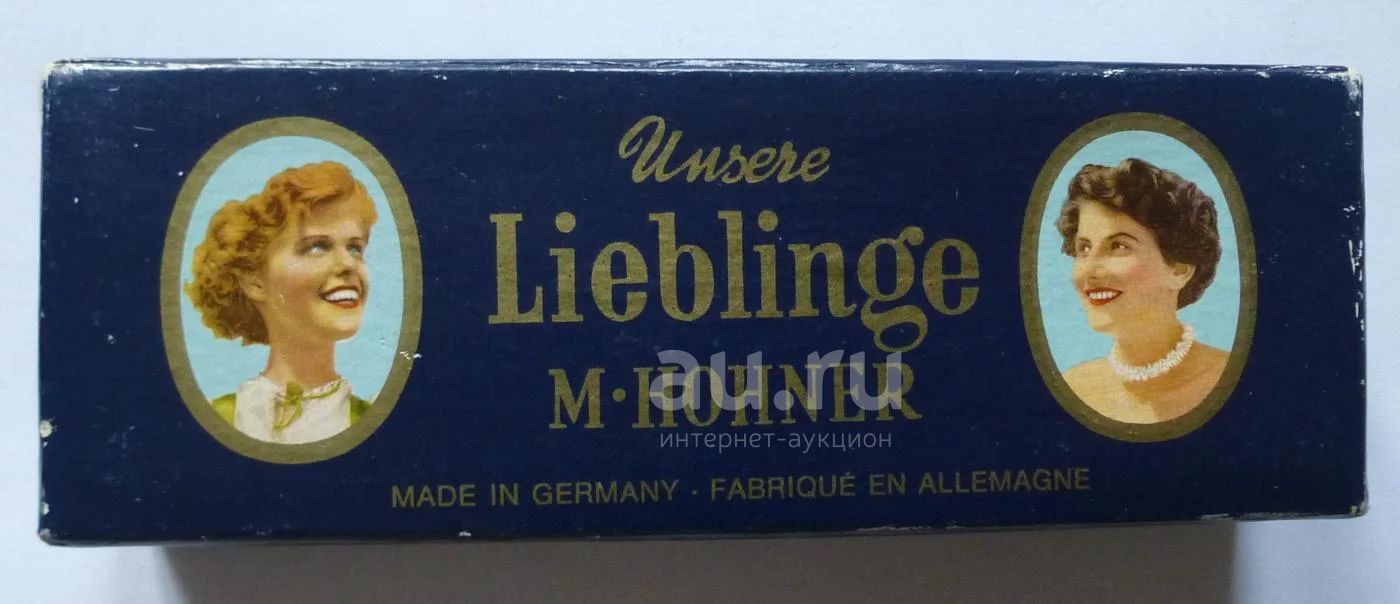 Unsere
Lieblinge
M·HOHNER
au.ru
интернет-аукцион
MADE IN GERMANY · FABRIQUÉ EN ALLEMAGNE